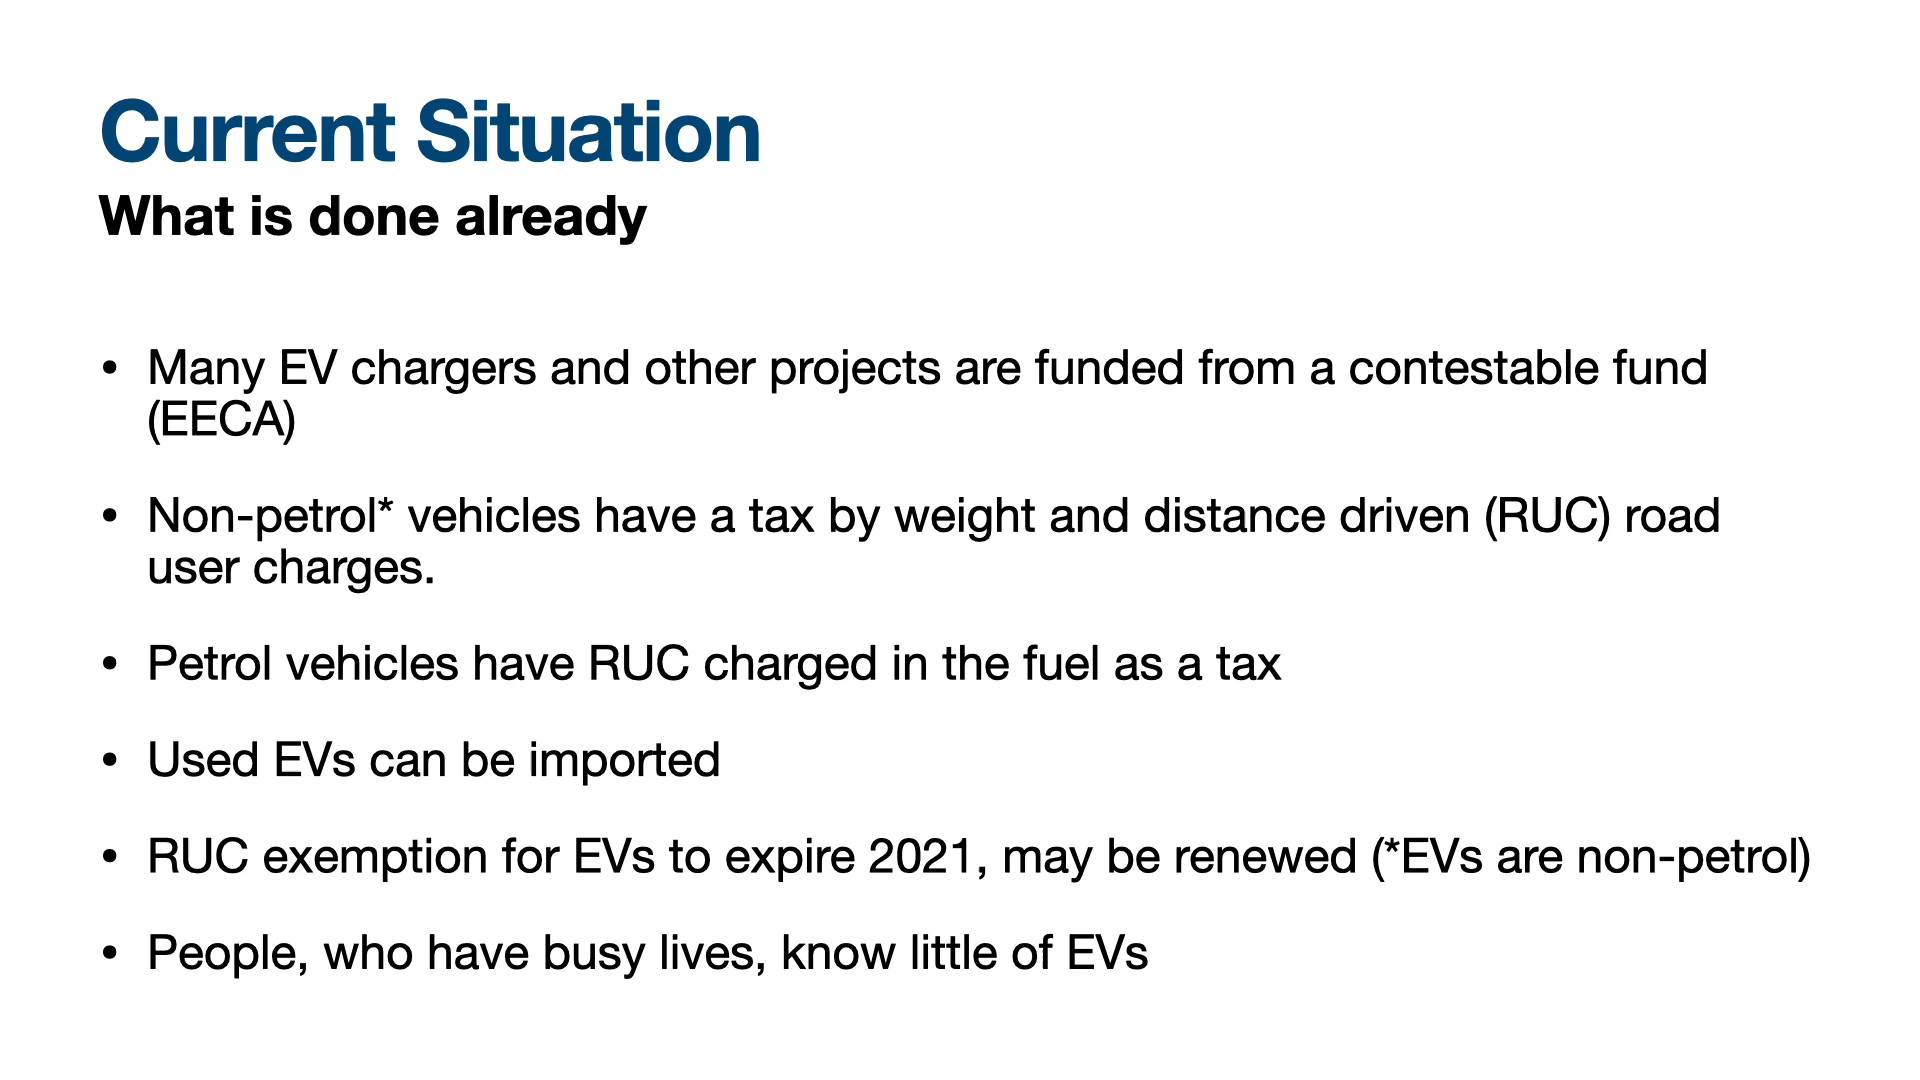 Current Situation
What is done already
• Many EV chargers and other projects are funded from a contestable fund
(EECA)
• Non-petrol* vehicles have a tax by weight and distance driven (RUC) road
user charges.
• Petrol vehicles have RUC charged in the fuel as a tax
• Used EVs can be imported
• RUC exemption for EVs to expire 2021, may be renewed (*EVs are non-petrol)
• People, who have busy lives, know little of EVs